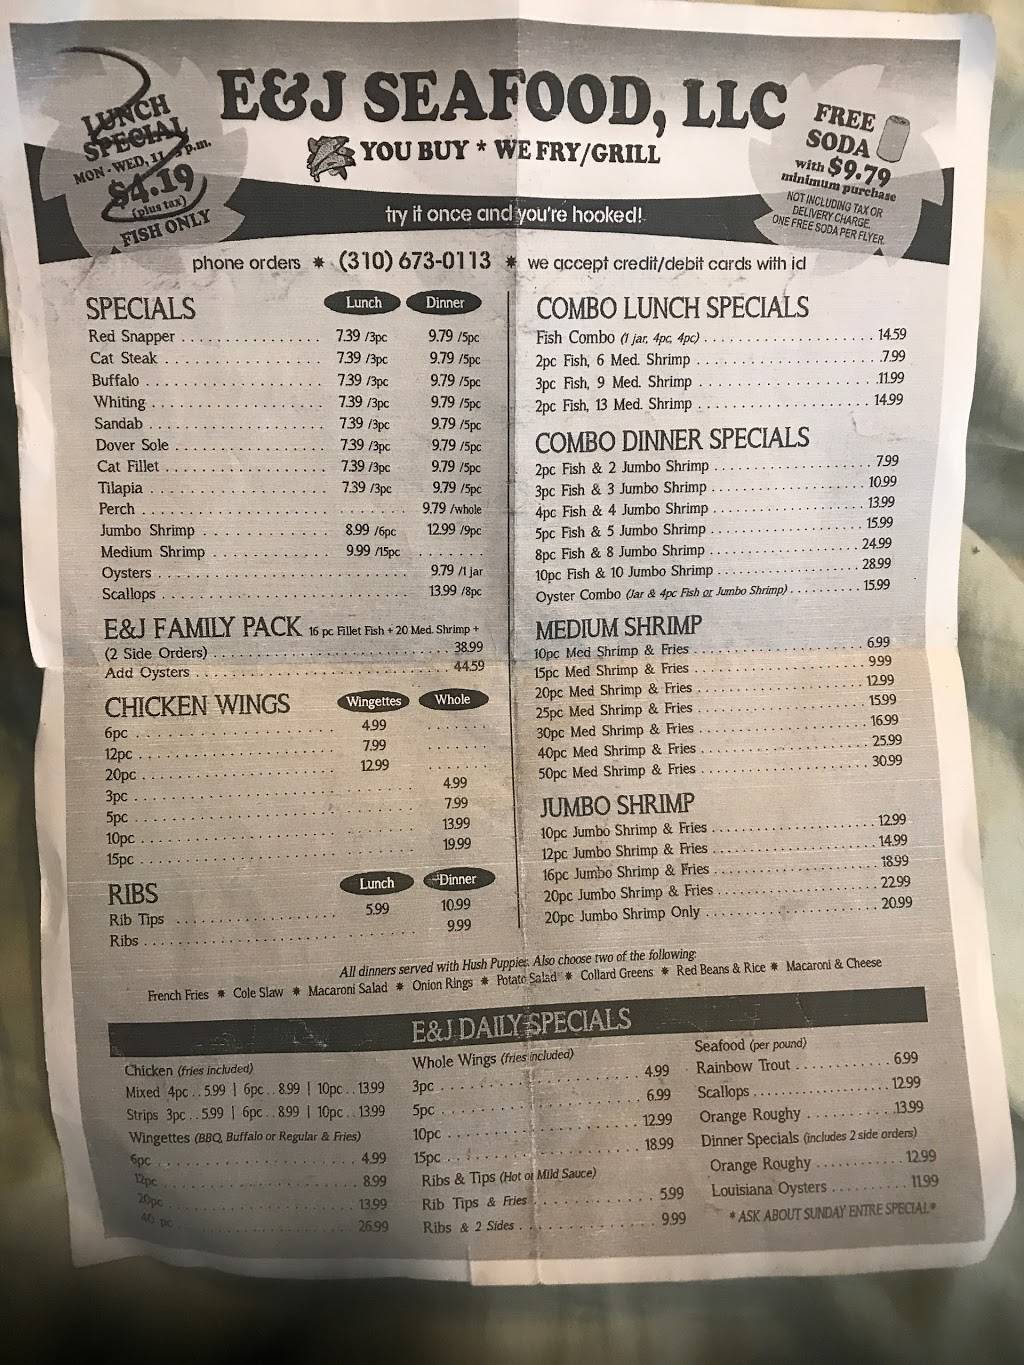 LUNCH
SPECIAL
MON - WED, 11 - 3 p.m.
$4.19
(plus tax)
FISH ONLY
E&J SEAFOOD, LLC
YOU BUY * WE FRY/GRILL
try it once and you're hooked!
FREE
SODA
with $9.79
minimum purchase
NOT INCLUDING TAX OR
DELIVERY CHARGE.
ONE FREE SODA PER FLYER.
phone orders * (310) 673-0113 * we accept credit/debit cards with id
SPECIALS Lunch Dinner
Red Snapper 7.39 /3pc 9.79 /5pc
Cat Steak 7.39 /3pc 9.79 /5pc
Buffalo 7.39 /3pc 9.79 /5pc
Whiting 7.39 /3pc 9.79 /5pc
Sandab 7.39 /3pc 9.79 /5pc
Dover Sole 7.39 /3pc 9.79 /5pc
Cat Fillet 7.39 /3pc 9.79 /5pc
Tilapia 7.39 /3pc 9.79 /5pc
Perch 9.79 /whole
Jumbo Shrimp 8.99 /6pc 12.99 /9pc
Medium Shrimp 9.99 /15pc
Oysters 9.79 /1 jar
Scallops 13.99 /8pc
E&J FAMILY PACK 16 pc Fillet Fish + 20 Med. Shrimp +
(2 Side Orders) 38.99
Add Oysters 44.59
CHICKEN WINGS Wingettes Whole
6pc 4.99
12pc 7.99
20pc 12.99
3pc 4.99
5pc 7.99
10pc 13.99
15pc 19.99
RIBS Lunch Dinner
Rib Tips 5.99 10.99
Ribs 9.99
COMBO LUNCH SPECIALS
Fish Combo (1 jar, 4pc, 4pc) 14.59
2pc Fish, 6 Med. Shrimp .7.99
3pc Fish, 9 Med. Shrimp .11.99
2pc Fish, 13 Med. Shrimp 14.99
COMBO DINNER SPECIALS
2pc Fish & 2 Jumbo Shrimp 7.99
3pc Fish & 3 Jumbo Shrimp 10.99
4pc Fish & 4 Jumbo Shrimp 13.99
5pc Fish & 5 Jumbo Shrimp 15.99
8pc Fish & 8 Jumbo Shrimp 24.99
10pc Fish & 10 Jumbo Shrimp 28.99
Oyster Combo (Jar & 4pc Fish or Jumbo Shrimp) 15.99
MEDIUM SHRIMP
10pc Med Shrimp & Fries 6.99
15pc Med Shrimp & Fries 9.99
20pc Med Shrimp & Fries 12.99
25pc Med Shrimp & Fries 15.99
30pc Med Shrimp & Fries 16.99
40pc Med Shrimp & Fries 25.99
50pc Med Shrimp & Fries 30.99
JUMBO SHRIMP
10pc Jumbo Shrimp & Fries 12.99
12pc Jumbo Shrimp & Fries 14.99
16pc Jumbo Shrimp & Fries 18.99
20pc Jumbo Shrimp & Fries 22.99
20pc Jumbo Shrimp Only 20.99
All dinners served with Hush Puppies. Also choose two of the following:
French Fries * Cole Slaw * Macaroni Salad * Onion Rings * Potato Salad * Collard Greens * Red Beans & Rice * Macaroni & Cheese
E&J DAILY SPECIALS
Chicken (fries included)
Mixed 4pc . . 5.99 | 6pc . . 8.99 | 10pc . . 13.99
Strips 3pc . . 5.99 | 6pc . . 8.99 | 10pc . . 13.99
Wingettes (BBQ, Buffalo or Regular & Fries)
6pc 4.99
12pc 8.99
20pc 13.99
40 pc 26.99
Whole Wings (fries included)
3pc 4.99
5pc 6.99
10pc 12.99
15pc 18.99
Ribs & Tips (Hot or Mild Sauce)
Rib Tips & Fries 5.99
Ribs & 2 Sides 9.99
Seafood (per pound)
Rainbow Trout 6.99
Scallops 12.99
Orange Roughy 13.99
Dinner Specials (includes 2 side orders)
Orange Roughy 12.99
Louisiana Oysters 11.99
* ASK ABOUT SUNDAY ENTRE SPECIAL*